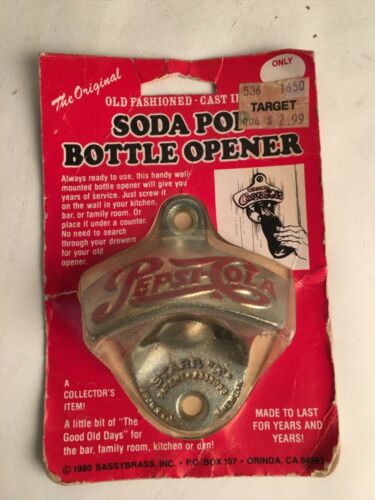 The Original
ONLY
536 1650
TARGET
006 $ 2.99
OLD FASHIONED - CAST
SODA POP
BOTTLE OPENER
Always ready to use, this handy wall-
mounted bottle opener will give you
years of service. Just screw it
on the wall in your kitchen,
bar, or family room. Or
place it under a counter.
No need to search
through your drawers
for your old
opener.
PEPSI-COLA
STARR "X"
A
COLLECTOR'S
ITEM!
A little bit of "The
Good Old Days" for
the bar, family room, kitchen or den!
MADE TO LAST
FOR YEARS AND
YEARS!
© 1980 SASSYBRASS, INC. • P.O. BOX 157 • ORINDA, CA 94563